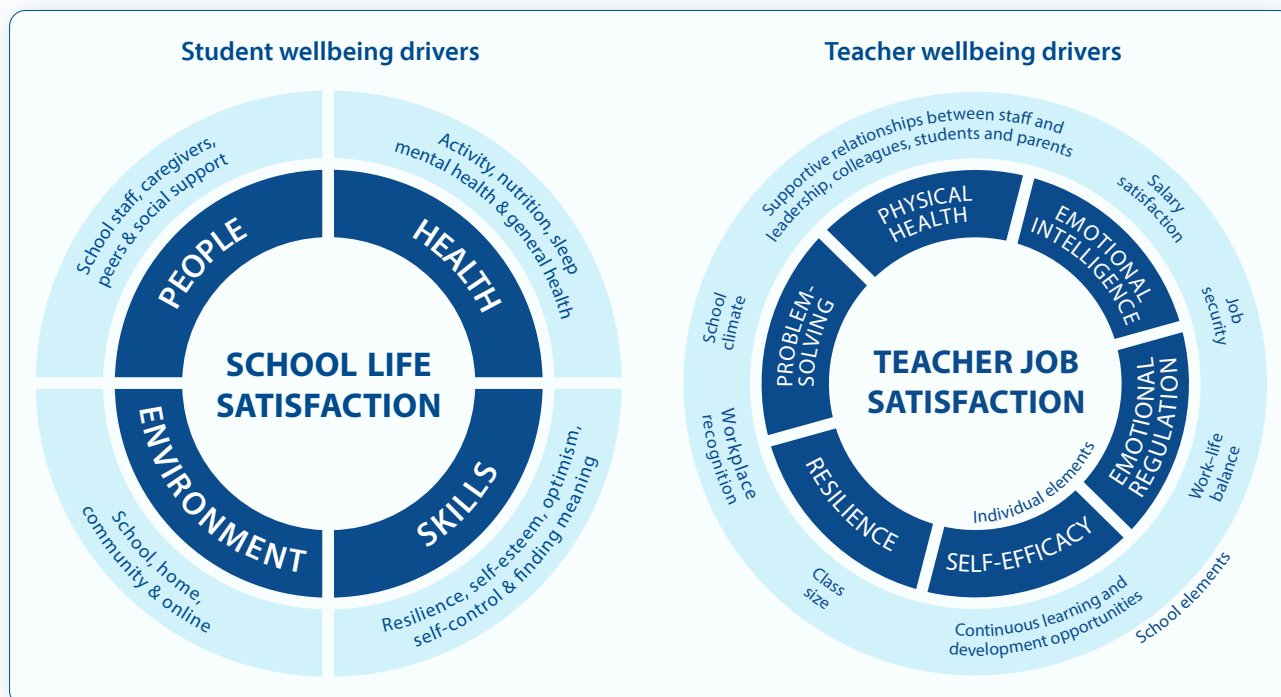 Student wellbeing drivers
School staff, caregivers,
peers & social support
Activity, nutrition, sleep
mental health & general health
PEOPLE
HEALTH
SCHOOL LIFE
SATISFACTION
ENVIRONMENT
SKILLS
School, home,
community & online
Resilience, self-esteem, optimism,
self-control & finding meaning
Teacher wellbeing drivers
Supportive relationships between staff and
leadership, colleagues, students and parents
Salary
satisfaction
Job
security
Work–life
balance
School elements
Continuous learning and
development opportunities
Class
size
Workplace
recognition
School
climate
PHYSICAL
HEALTH
EMOTIONAL
INTELLIGENCE
EMOTIONAL
REGULATION
Individual elements
SELF-EFFICACY
RESILIENCE
PROBLEM-
SOLVING
TEACHER JOB
SATISFACTION